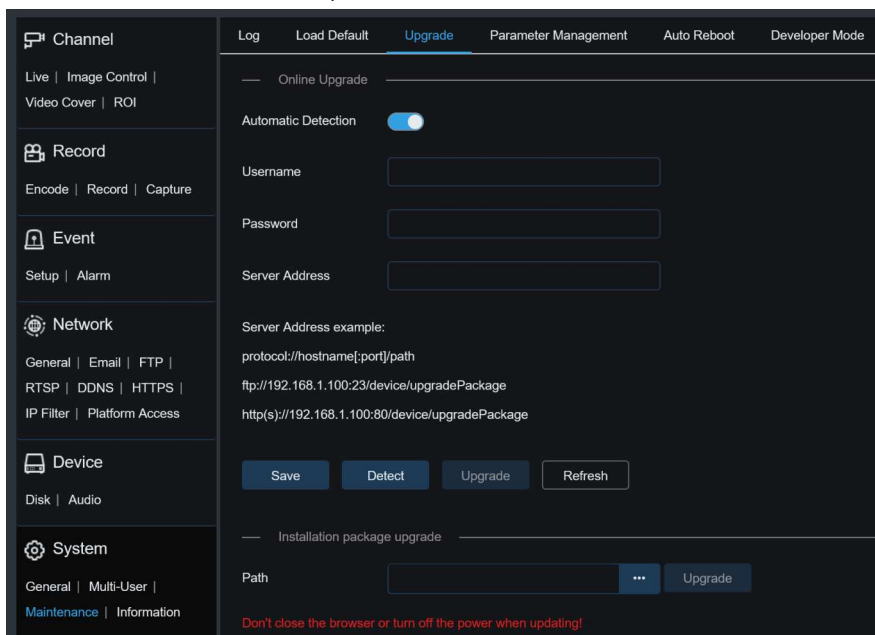 Channel
Live | Image Control |
Video Cover | ROI
Record
Encode | Record | Capture
Event
Setup | Alarm
Network
General | Email | FTP |
RTSP | DDNS | HTTPS |
IP Filter | Platform Access
Device
Disk | Audio
System
General | Multi-User |
Maintenance | Information
Log Load Default Upgrade Parameter Management Auto Reboot Developer Mode
Online Upgrade
Automatic Detection
Username
Password
Server Address
Server Address example:
protocol://hostname[:port]/path
ftp://192.168.1.100:23/device/upgradePackage
http(s)://192.168.1.100:80/device/upgradePackage
Save Detect Upgrade Refresh
Installation package upgrade
Path ... Upgrade
Don't close the browser or turn off the power when updating!